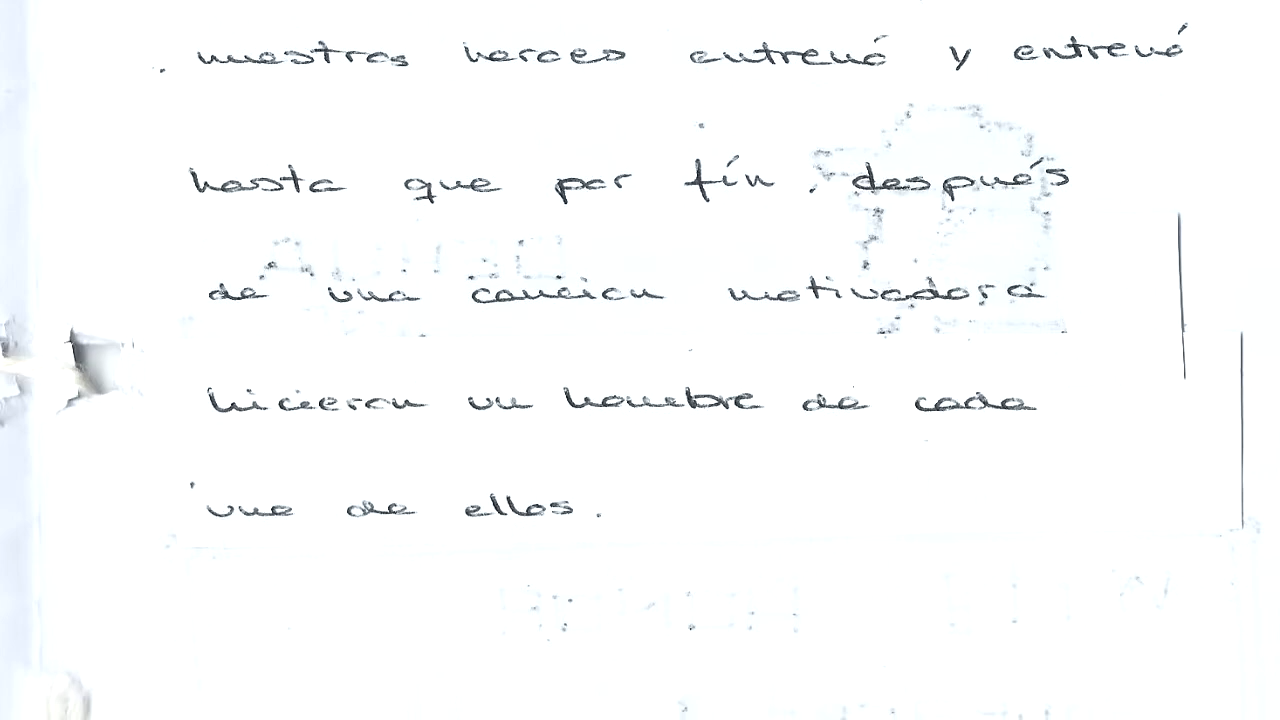 nuestros heroes entrenó y entrenó
hasta que por fín, después
de una cancion motivadora
hicieron un hombre de cada
uno de ellos.